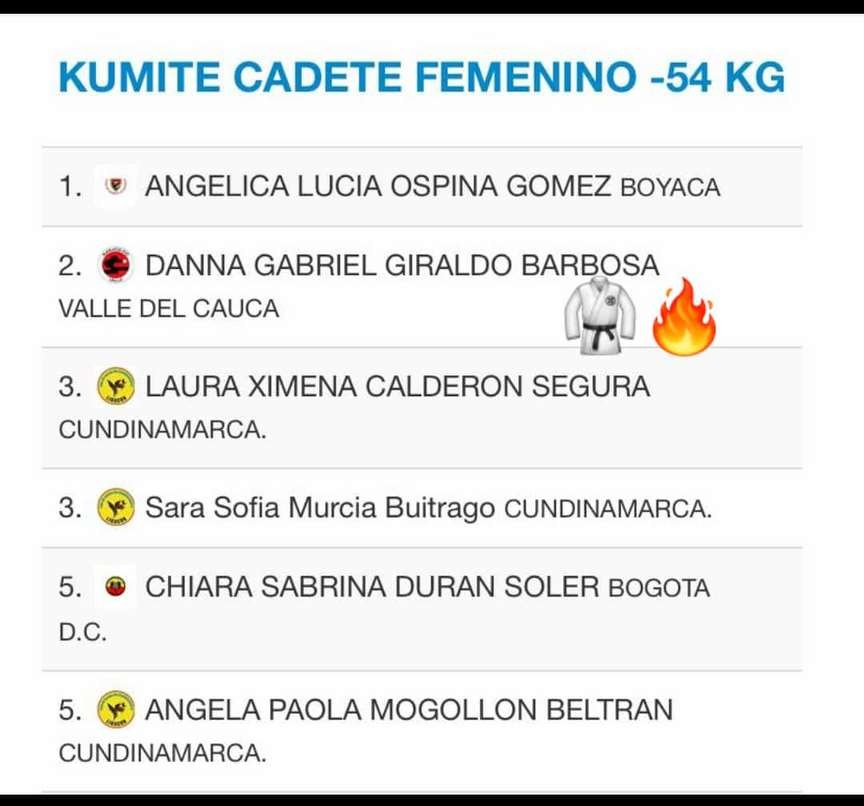 KUMITE CADETE FEMENINO -54 KG
1. ANGELICA LUCIA OSPINA GOMEZ BOYACA
2. DANNA GABRIEL GIRALDO BARBOSA
VALLE DEL CAUCA
3. LAURA XIMENA CALDERON SEGURA
CUNDINAMARCA.
3. Sara Sofia Murcia Buitrago CUNDINAMARCA.
5. CHIARA SABRINA DURAN SOLER BOGOTA
D.C.
5. ANGELA PAOLA MOGOLLON BELTRAN
CUNDINAMARCA.